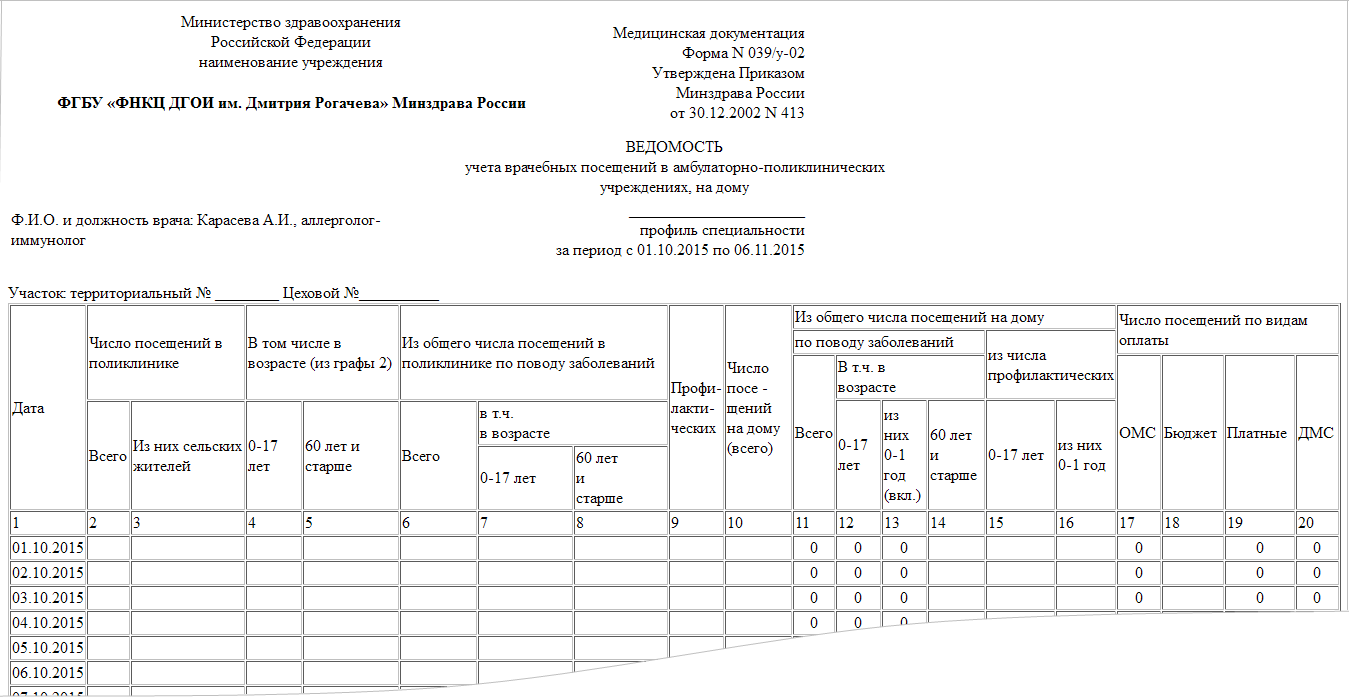 Министерство здравоохранения
Российской Федерации
наименование учреждения
ФГБУ «ФНКЦ ДГОИ им. Дмитрия Рогачева» Минздрава России
Медицинская документация
Форма N 039/у-02
Утверждена Приказом
Минздрава России
от 30.12.2002 N 413
ВЕДОМОСТЬ
учета врачебных посещений в амбулаторно-поликлинических
учреждениях, на дому
Ф.И.О. и должность врача: Карасева А.И., аллерголог-
иммунолог
______________________
профиль специальности
за период с 01.10.2015 по 06.11.2015
Участок: территориальный № ________ Цеховой №__________
Дата
Число посещений в
поликлинике
Всего
Из них сельских
жителей
В том числе в
возрасте (из графы 2)
0-17
лет
60 лет и
старше
Из общего числа посещений в
поликлинике по поводу заболеваний
Всего
в т.ч.
в возрасте
0-17 лет
60 лет
и
старше
Профи-
лакти-
ческих
Число
посе -
щений
на дому
(всего)
Из общего числа посещений на дому
по поводу заболеваний
Всего
В т.ч. в
возрасте
0-17
лет
из
них
0-1
год
(вкл.)
60 лет
и
старше
из числа
профилактических
0-17 лет
из них
0-1 год
Число посещений по видам
оплаты
ОМС
Бюджет
Платные
ДМС
1 2 3 4 5 6 7 8 9 10 11 12 13 14 15 16 17 18 19 20
01.10.2015 0 0 0 0 0 0
02.10.2015 0 0 0 0 0 0
03.10.2015 0 0 0 0 0 0
04.10.2015 0 0 0
05.10.2015
06.10.2015
07.10.2015